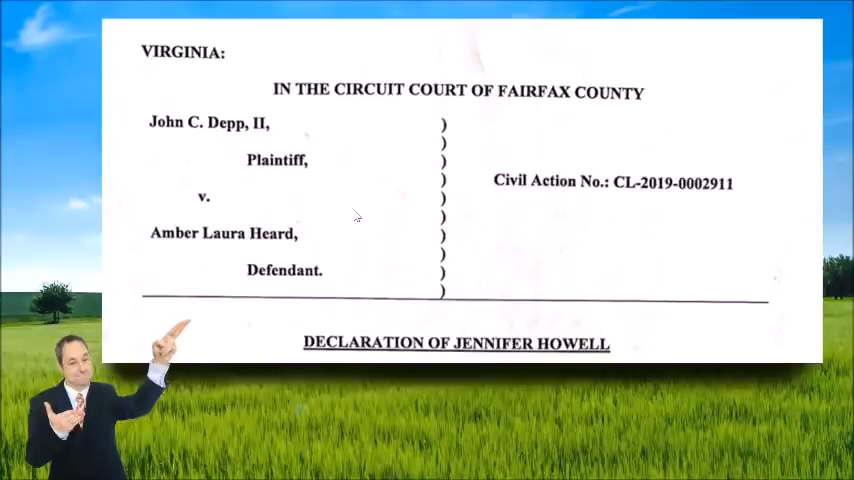 VIRGINIA:
IN THE CIRCUIT COURT OF FAIRFAX COUNTY
John C. Depp, II, )
)
Plaintiff, )
) Civil Action No.: CL-2019-0002911
v. )
)
Amber Laura Heard, )
)
Defendant. )
)
DECLARATION OF JENNIFER HOWELL